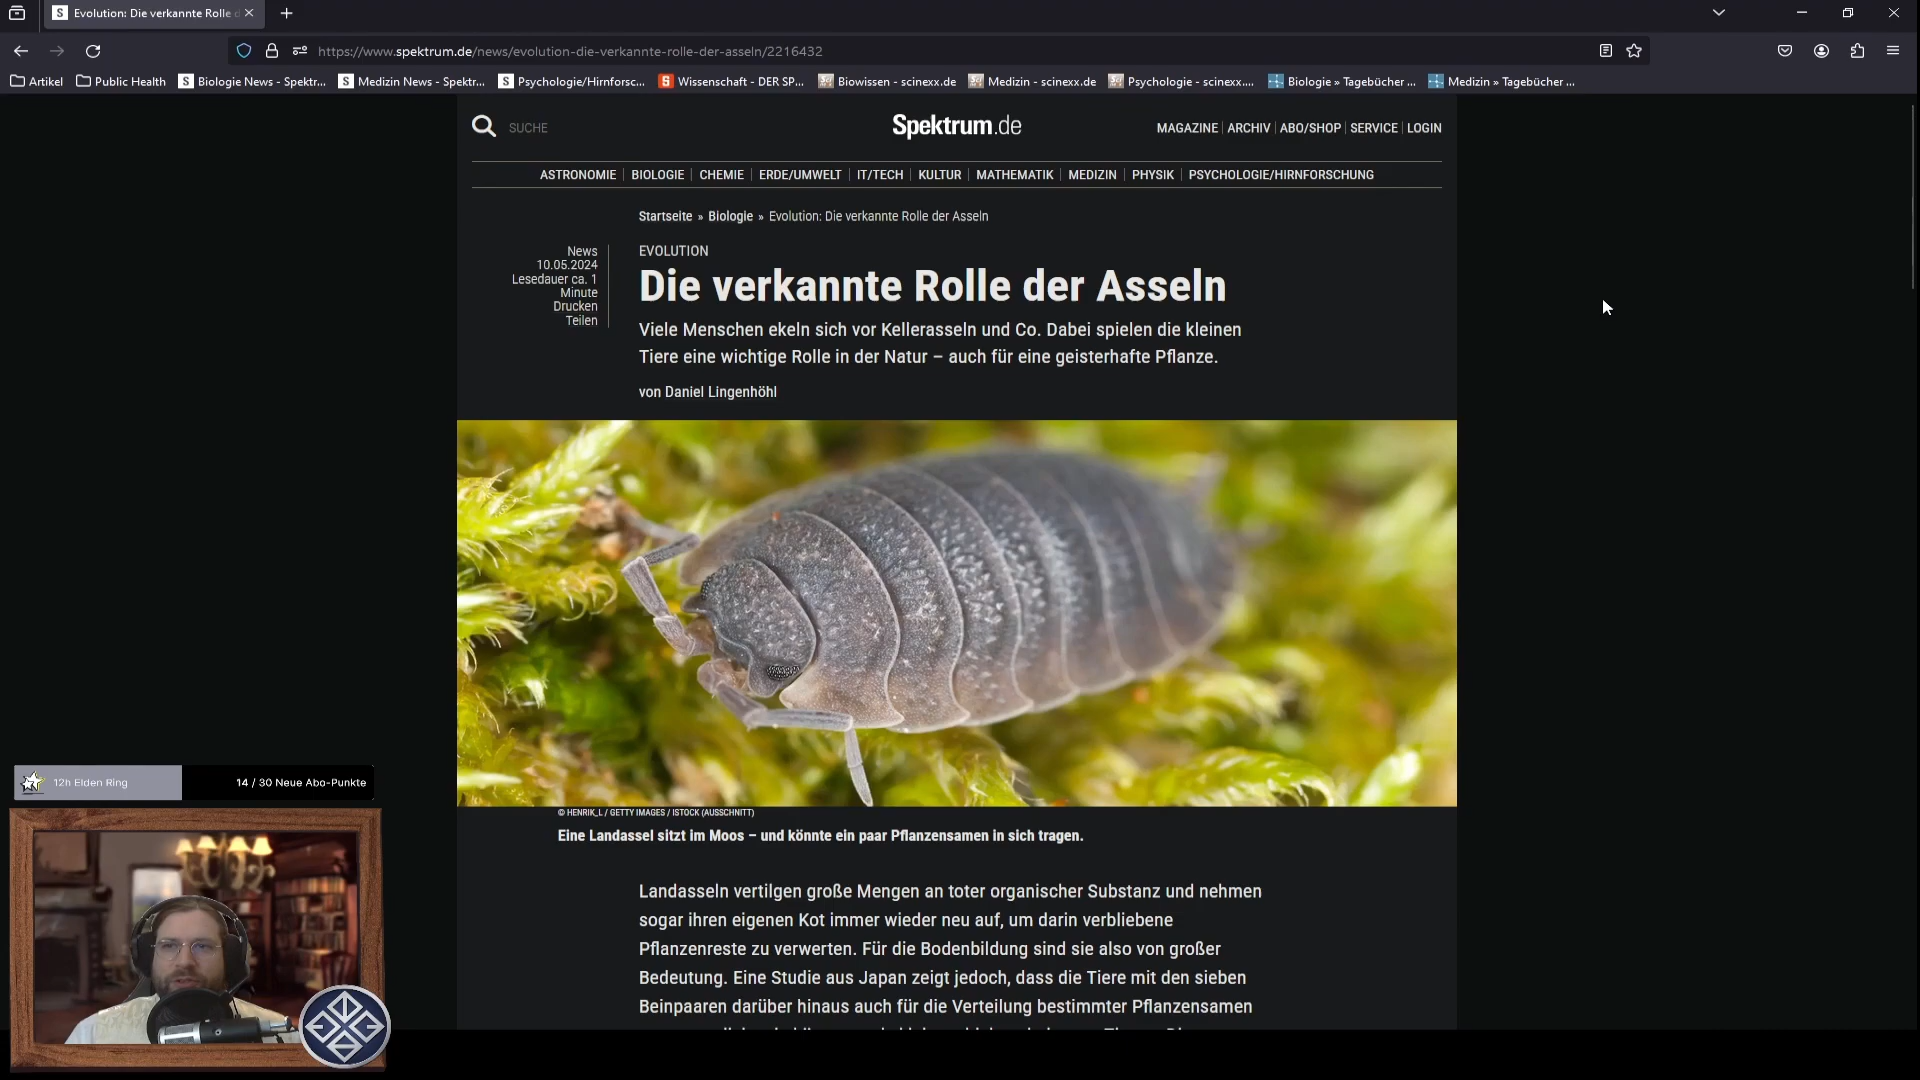 Evolution: Die verkannte Rolle d
https://www.spektrum.de/news/evolution-die-verkannte-rolle-der-asseln/2216432
Artikel
Public Health
Biologie News - Spektr...
Medizin News - Spektr...
Psychologie/Hirnforsc...
Wissenschaft - DER SP...
Biowissen - scinexx.de
Medizin - scinexx.de
Psychologie - scinexx....
Biologie » Tagebücher ...
Medizin » Tagebücher ...
SUCHE
Spektrum.de
MAGAZINE | ARCHIV | ABO/SHOP | SERVICE | LOGIN
ASTRONOMIE | BIOLOGIE | CHEMIE | ERDE/UMWELT | IT/TECH | KULTUR | MATHEMATIK | MEDIZIN | PHYSIK | PSYCHOLOGIE/HIRNFORSCHUNG
Startseite » Biologie » Evolution: Die verkannte Rolle der Asseln
News
10.05.2024
Lesedauer ca. 1
Minute
Drucken
Teilen
EVOLUTION
Die verkannte Rolle der Asseln
Viele Menschen ekeln sich vor Kellerasseln und Co. Dabei spielen die kleinen
Tiere eine wichtige Rolle in der Natur – auch für eine geisterhafte Pflanze.
von Daniel Lingenhöhl
© HENRIK_L / GETTY IMAGES / ISTOCK (AUSSCHNITT)
Eine Landassel sitzt im Moos – und könnte ein paar Pflanzensamen in sich tragen.
Landasseln vertilgen große Mengen an toter organischer Substanz und nehmen
sogar ihren eigenen Kot immer wieder neu auf, um darin verbliebene
Pflanzenreste zu verwerten. Für die Bodenbildung sind sie also von großer
Bedeutung. Eine Studie aus Japan zeigt jedoch, dass die Tiere mit den sieben
Beinpaaren darüber hinaus auch für die Verteilung bestimmter Pflanzensamen
12h Elden Ring
14 / 30 Neue Abo-Punkte